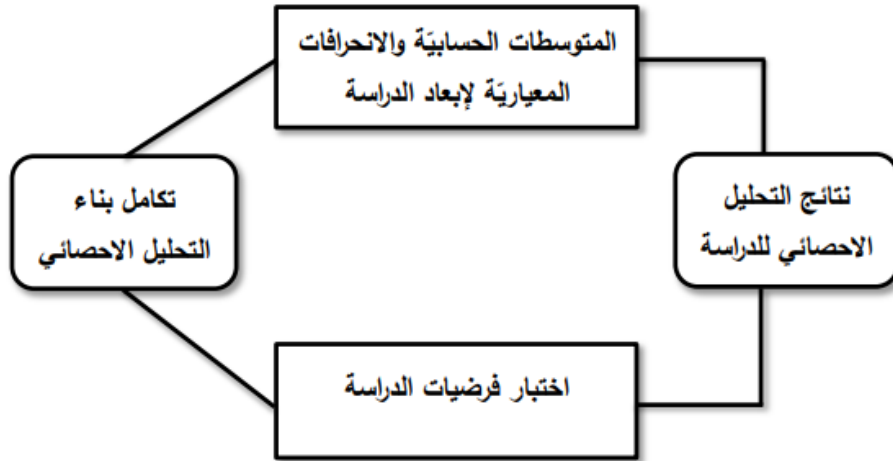 المتوسطات الحسابيّة والانحرافات
المعياريّة لإبعاد الدراسة
نتائج التحليل
الاحصائي للدراسة
تكامل بناء
التحليل الاحصائي
اختبار فرضيات الدراسة